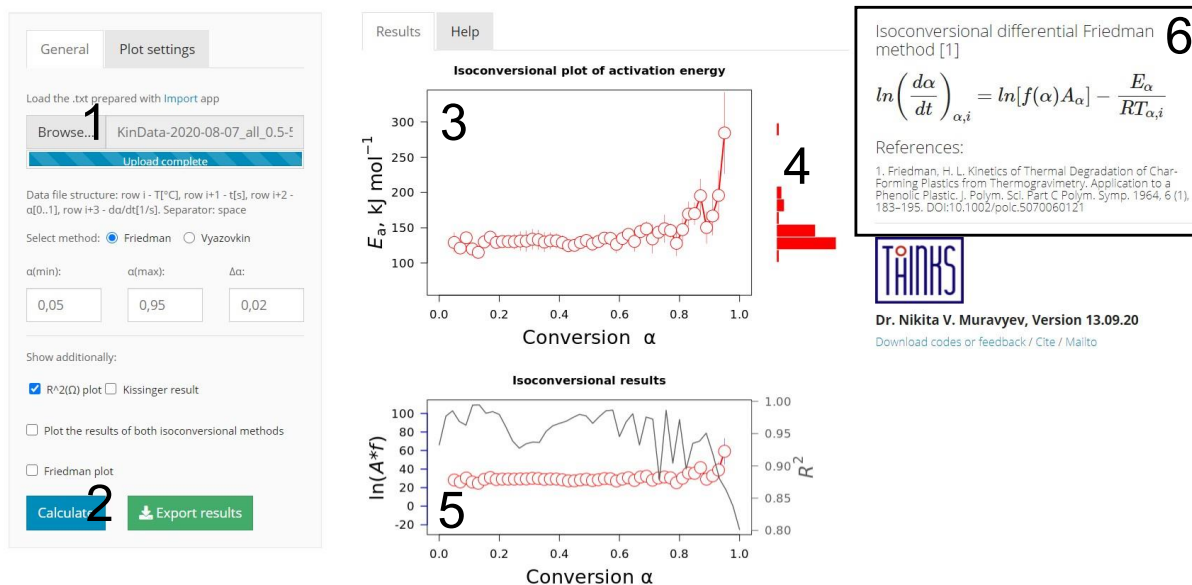 General
Plot settings
Load the .txt prepared with Import app
1
Browse...
KinData-2020-08-07_all_0.5-5
Upload complete
Data file structure: row i - T[°C], row i+1 - t[s], row i+2 -
α[0..1], row i+3 - dα/dt[1/s]. Separator: space
Select method: Friedman Vyazovkin
α(min): α(max): Δα:
0,05 0,95 0,02
Show additionally:
R^2(Ω) plot Kissinger result
Plot the results of both isoconversional methods
Friedman plot
Calculate
2
Export results
Results
Help
Isoconversional plot of activation energy
3
4
Eₐ, kJ mol⁻¹
300
250
200
150
100
0.0 0.2 0.4 0.6 0.8 1.0
Conversion α
Isoconversional results
ln(A*f)
100
80
60
40
20
0
-20
5
1.00
0.95
0.90
0.85
0.80
R²
0.0 0.2 0.4 0.6 0.8 1.0
Conversion α
Isoconversional differential Friedman
method [1]
6
ln(dα/dt)α,i = ln[f(α)Aα] − Eα/RTα,i
References:
1. Friedman, H. L. Kinetics of Thermal Degradation of Char-
Forming Plastics from Thermogravimetry. Application to a
Phenolic Plastic. J. Polym. Sci. Part C Polym. Symp. 1964, 6 (1),
183–195. DOI:10.1002/polc.5070060121
THINKS
Dr. Nikita V. Muravyev, Version 13.09.20
Download codes or feedback / Cite / Mailto